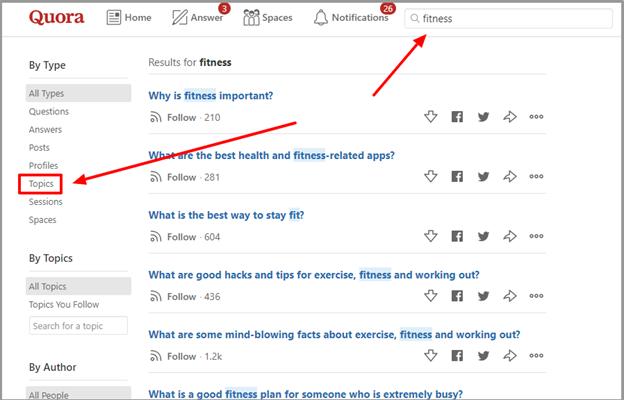 Quora Home Answer 3 Spaces Notifications 26 fitness
By Type
All Types
Questions
Answers
Posts
Profiles
Topics
Sessions
Spaces
By Topics
All Topics
Topics You Follow
Search for a topic
By Author
All People
Results for fitness
Why is fitness important?
Follow · 210
What are the best health and fitness-related apps?
Follow · 281
What is the best way to stay fit?
Follow · 604
What are good hacks and tips for exercise, fitness and working out?
Follow · 436
What are some mind-blowing facts about exercise, fitness and working out?
Follow · 1.2k
What is a good fitness plan for someone who is extremely busy?